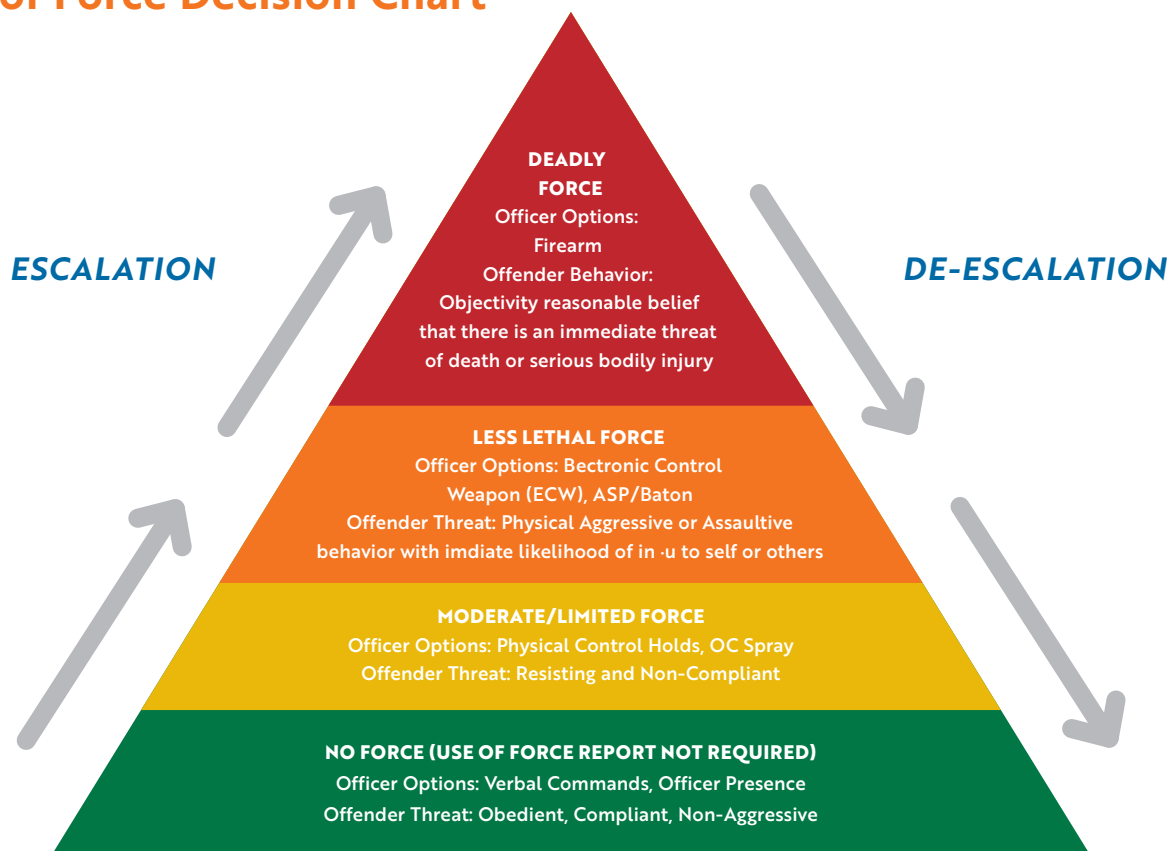 of Force Decision Chart
DEADLY
FORCE
Officer Options:
Firearm
Offender Behavior:
Objectivity reasonable belief
that there is an immediate threat
of death or serious bodily injury
ESCALATION
DE-ESCALATION
LESS LETHAL FORCE
Officer Options: Bectronic Control
Weapon (ECW), ASP/Baton
Offender Threat: Physical Aggressive or Assaultive
behavior with imdiate likelihood of in ·u to self or others
MODERATE/LIMITED FORCE
Officer Options: Physical Control Holds, OC Spray
Offender Threat: Resisting and Non-Compliant
NO FORCE (USE OF FORCE REPORT NOT REQUIRED)
Officer Options: Verbal Commands, Officer Presence
Offender Threat: Obedient, Compliant, Non-Aggressive